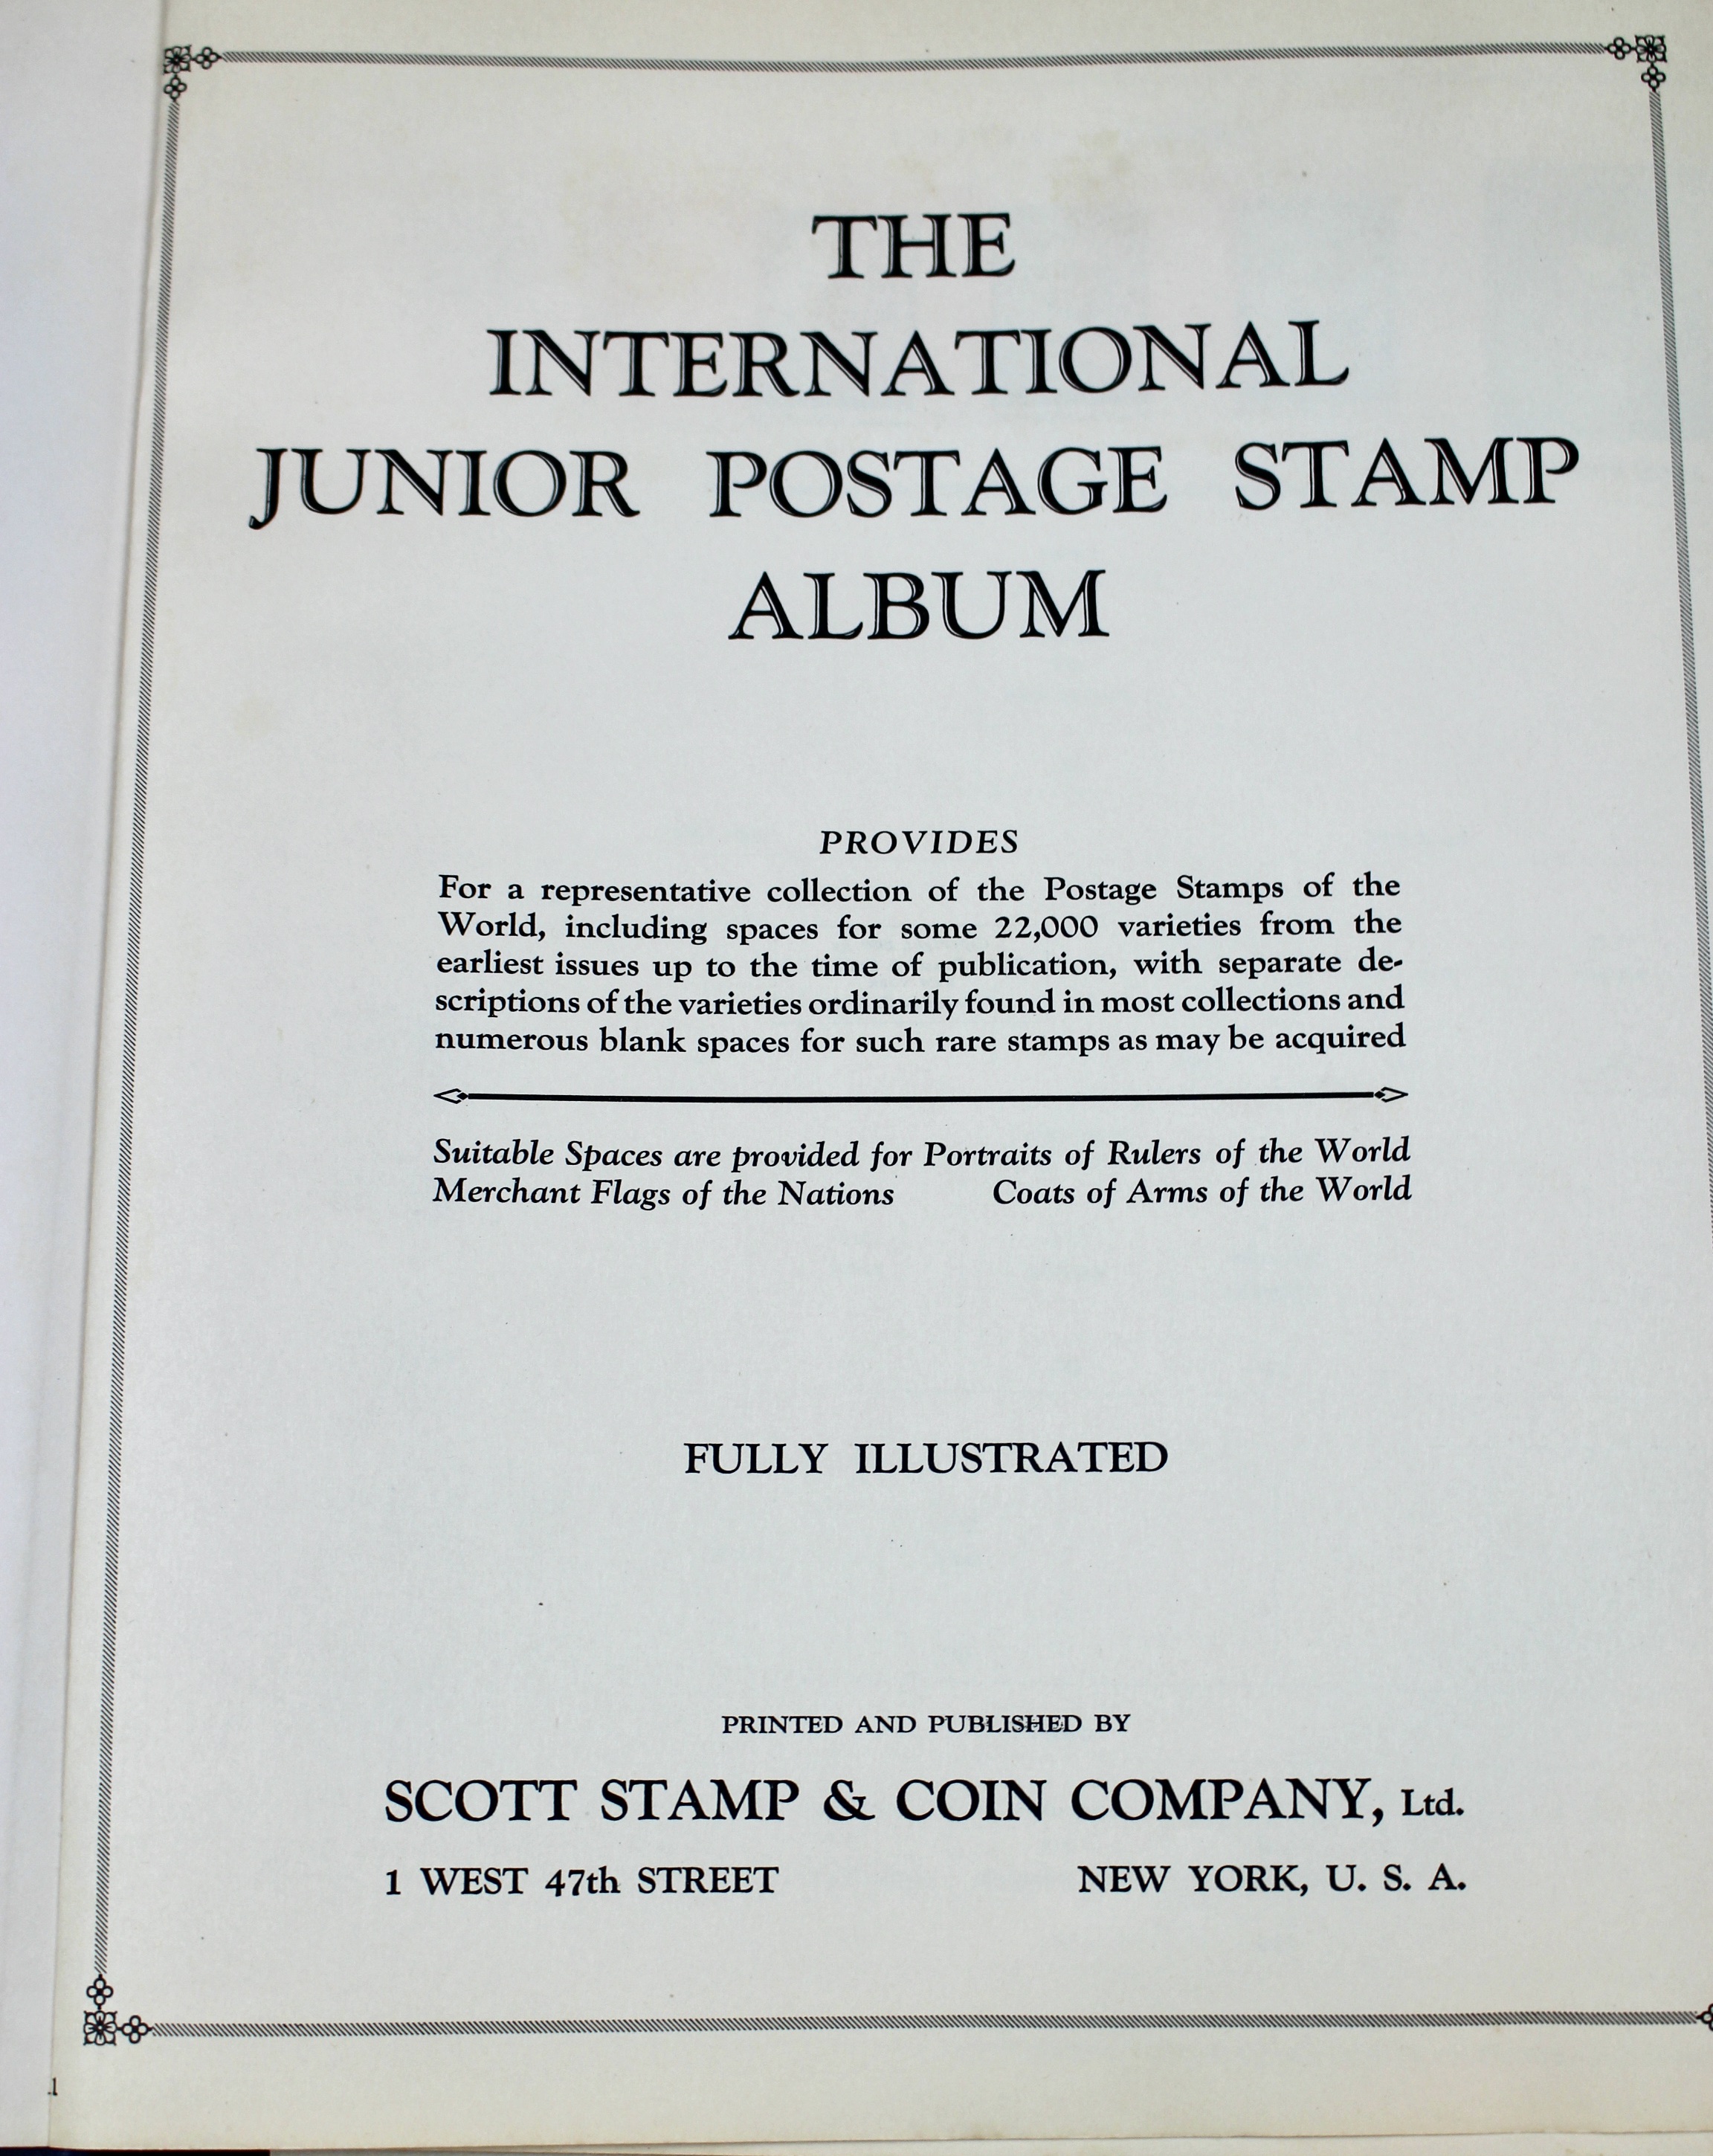 THE
INTERNATIONAL
JUNIOR POSTAGE STAMP
ALBUM
PROVIDES
For a representative collection of the Postage Stamps of the
World, including spaces for some 22,000 varieties from the
earliest issues up to the time of publication, with separate de-
scriptions of the varieties ordinarily found in most collections and
numerous blank spaces for such rare stamps as may be acquired
Suitable Spaces are provided for Portraits of Rulers of the World
Merchant Flags of the Nations Coats of Arms of the World
FULLY ILLUSTRATED
PRINTED AND PUBLISHED BY
SCOTT STAMP & COIN COMPANY, Ltd.
1 WEST 47th STREET NEW YORK, U. S. A.